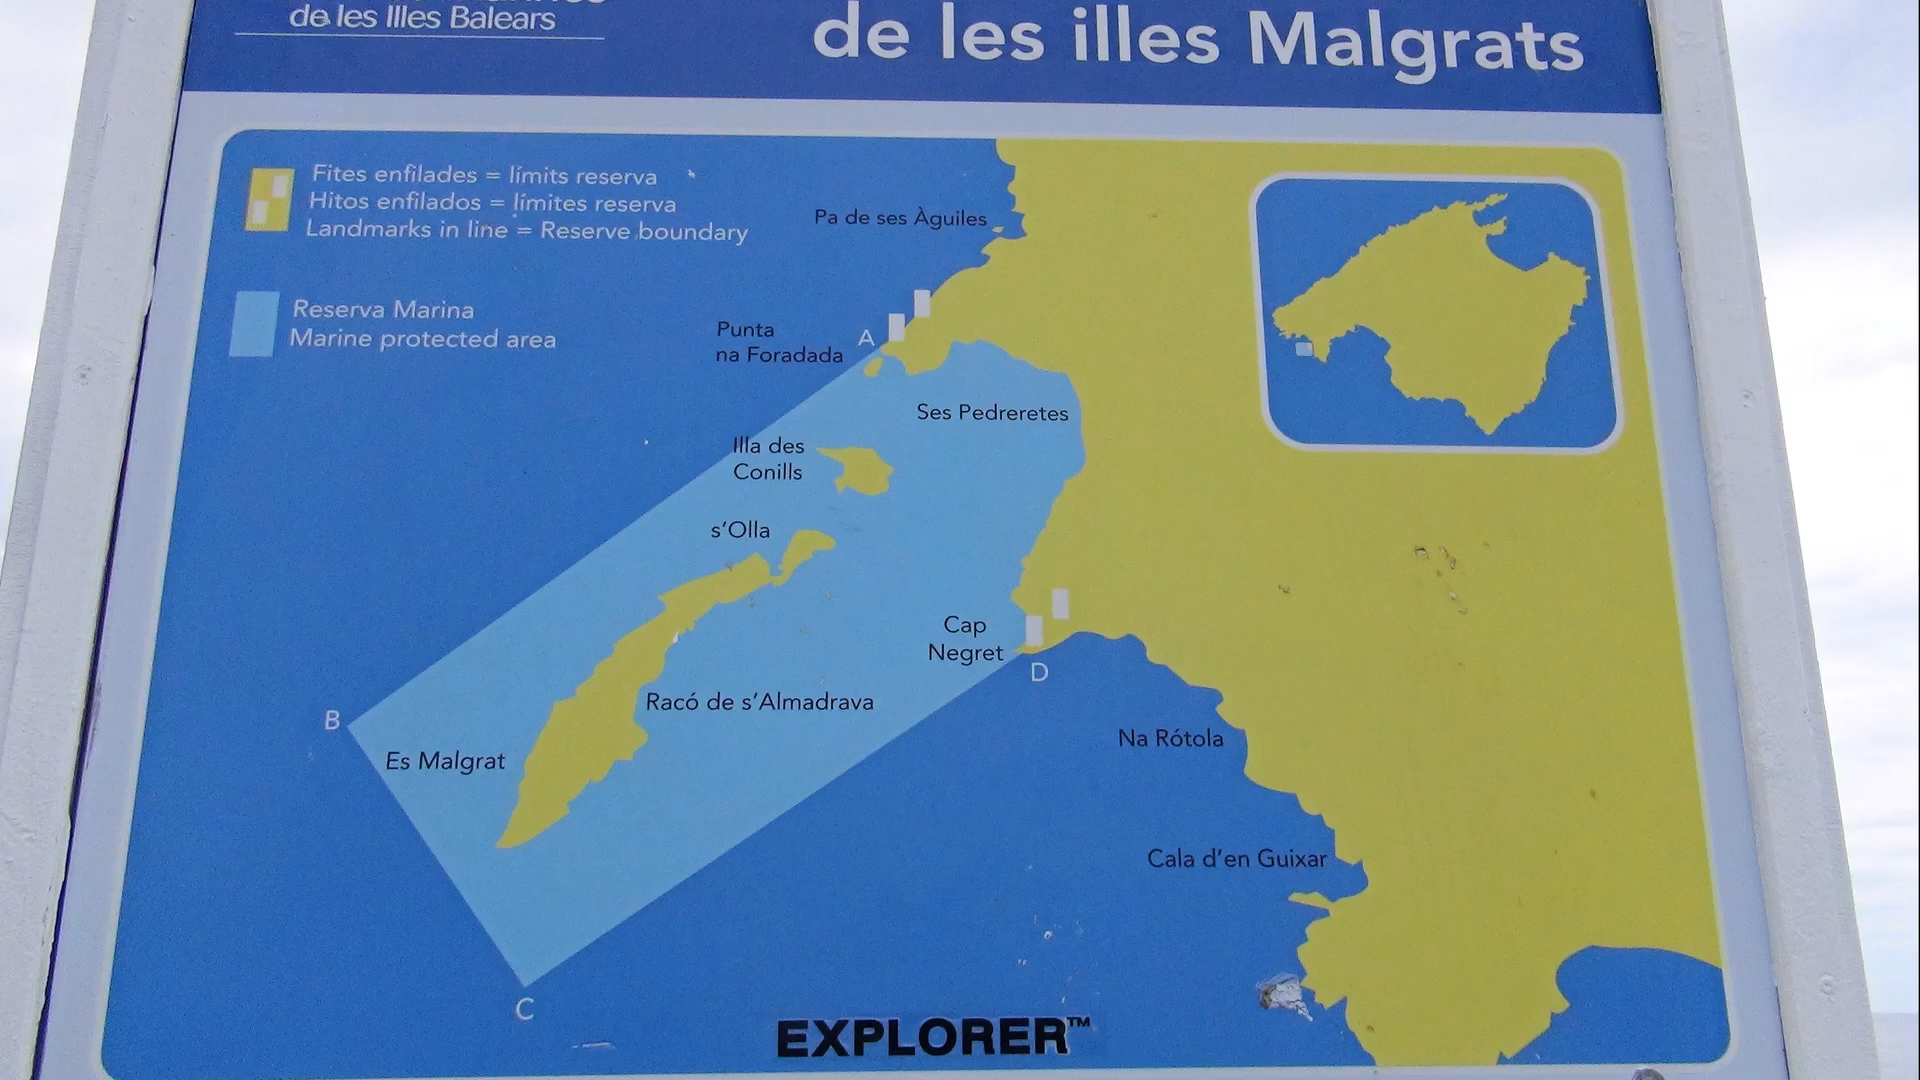 de les Illes Balears
de les illes Malgrats
Fites enfilades = límits reserva
Hitos enfilados = límites reserva
Landmarks in line = Reserve boundary
Reserva Marina
Marine protected area
Pa de ses Àguiles
Punta
na Foradada
A
Ses Pedreretes
Illa des
Conills
s'Olla
Cap
Negret
D
Racó de s'Almadrava
B
Es Malgrat
Na Rótola
Cala d'en Guixar
C
EXPLORER™